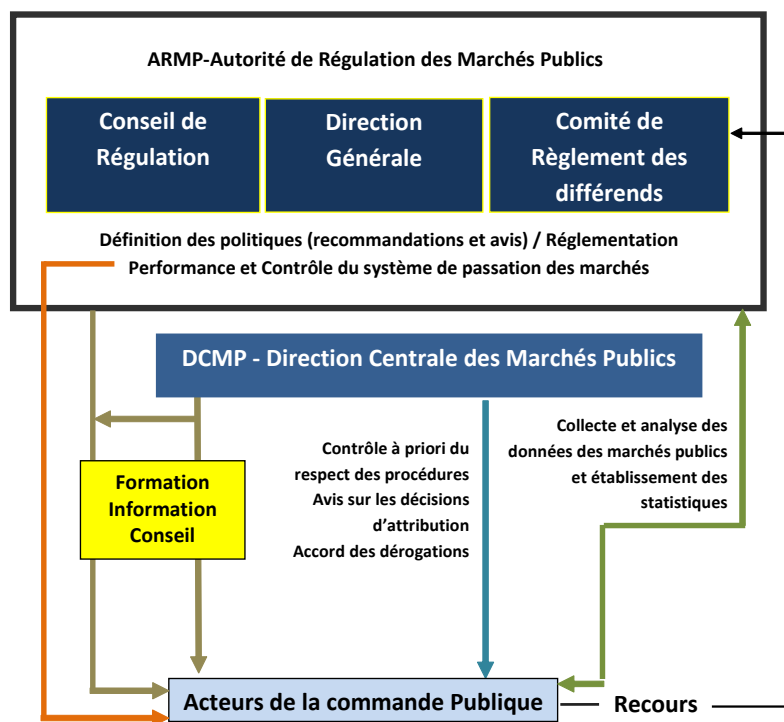 ARMP-Autorité de Régulation des Marchés Publics
Conseil de
Régulation
Direction
Générale
Comité de
Règlement des
différends
Définition des politiques (recommandations et avis) / Réglementation
Performance et Contrôle du système de passation des marchés
DCMP - Direction Centrale des Marchés Publics
Formation
Information
Conseil
Contrôle à priori du
respect des procédures
Avis sur les décisions
d’attribution
Accord des dérogations
Collecte et analyse des
données des marchés publics
et établissement des
statistiques
Acteurs de la commande Publique
Recours